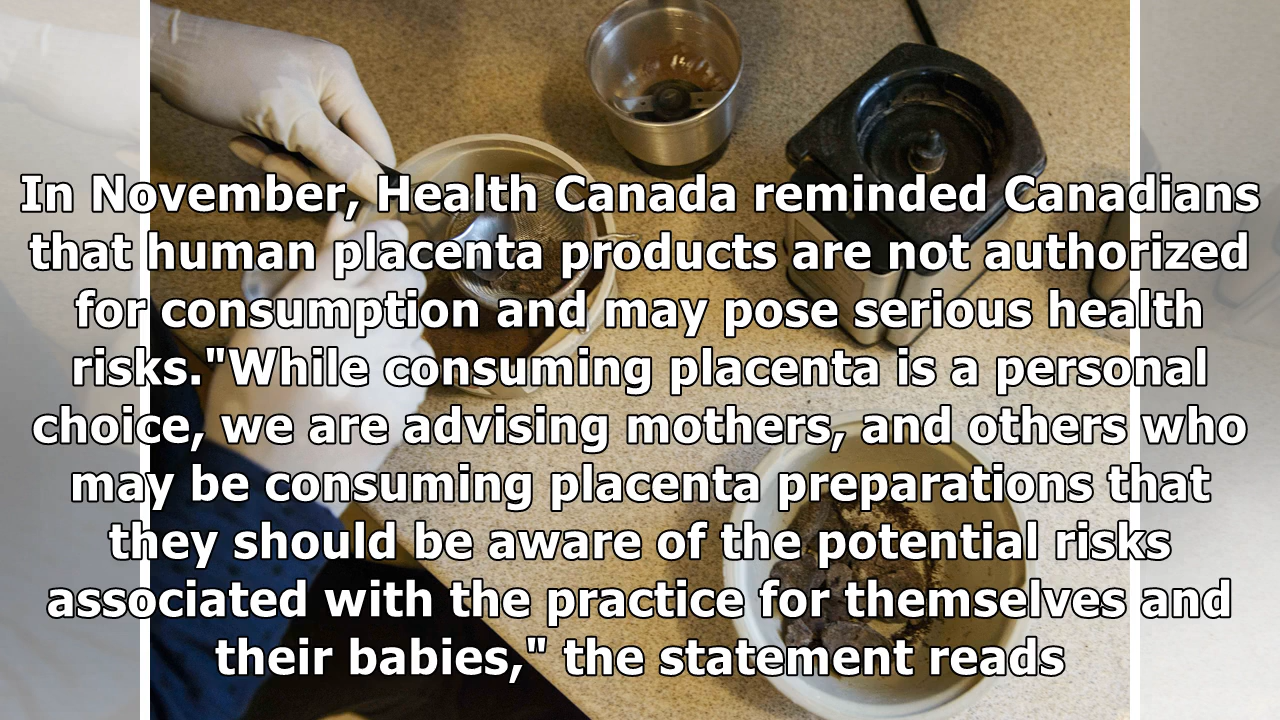 In November, Health Canada reminded Canadians
that human placenta products are not authorized
for consumption and may pose serious health
risks."While consuming placenta is a personal
choice, we are advising mothers, and others who
may be consuming placenta preparations that
they should be aware of the potential risks
associated with the practice for themselves and
their babies," the statement reads